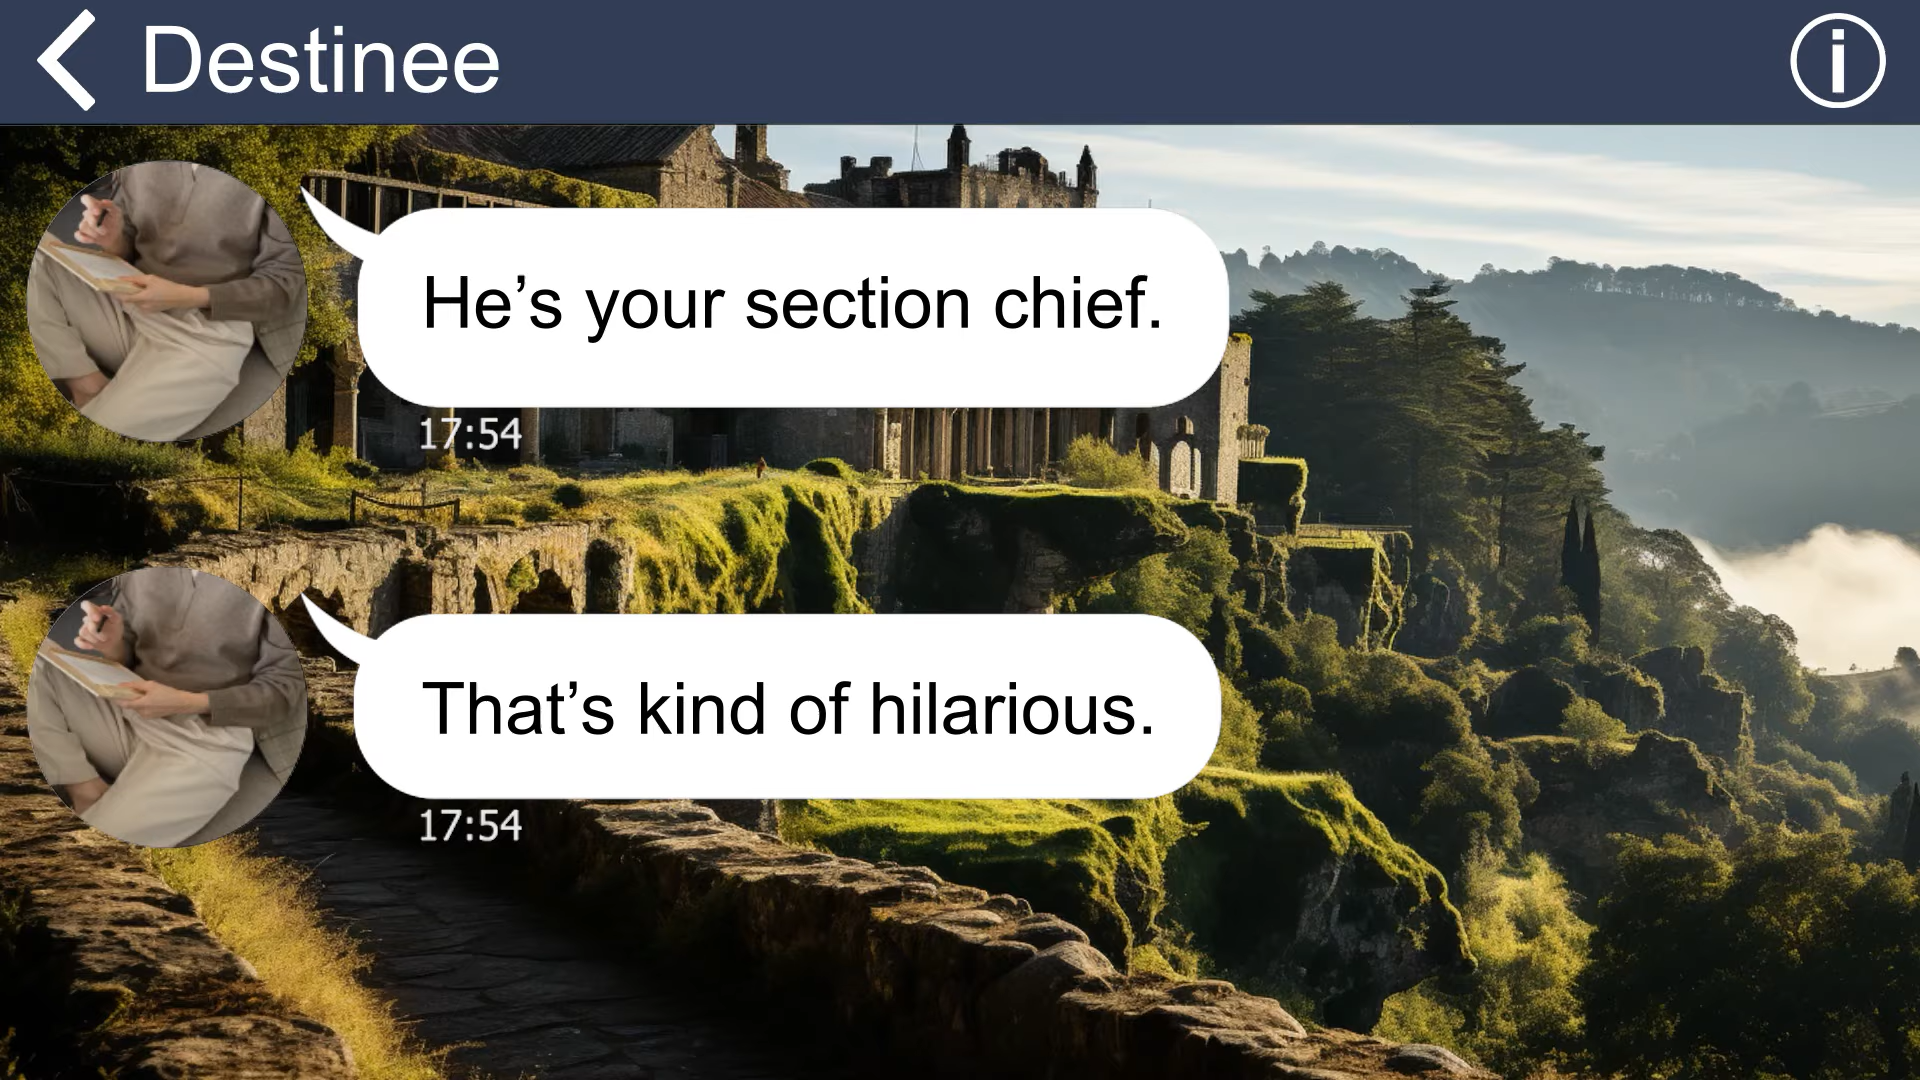 Destinee
He’s your section chief.
17:54
That’s kind of hilarious.
17:54